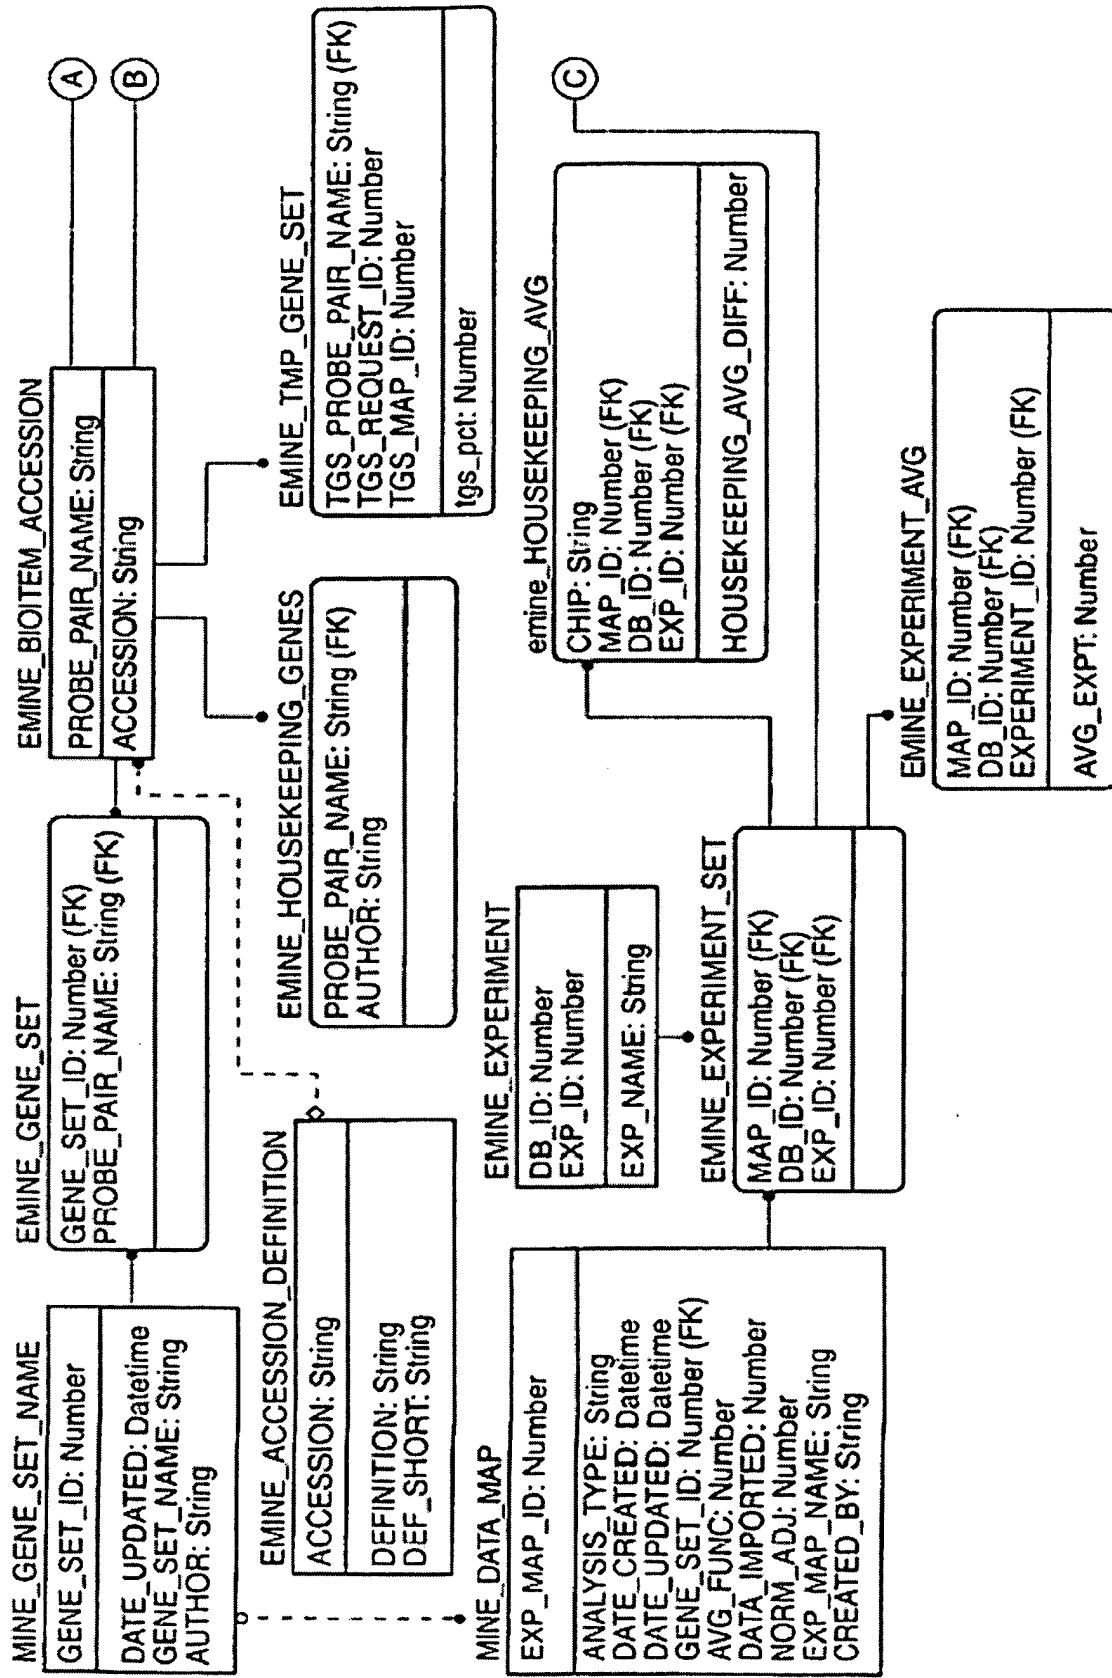 MINE_GENE_SET_NAME
GENE_SET_ID: Number
DATE_UPDATED: Datetime
GENE_SET_NAME: String
AUTHOR: String
EMINE_GENE_SET
GENE_SET_ID: Number (FK)
PROBE_PAIR_NAME: String (FK)
EMINE_BIOITEM_ACCESSION
PROBE_PAIR_NAME: String
ACCESSION: String
A
B
EMINE_ACCESSION_DEFINITION
ACCESSION: String
DEFINITION: String
DEF_SHORT: String
EMINE_HOUSEKEEPING_GENES
PROBE_PAIR_NAME: String (FK)
AUTHOR: String
EMINE_TMP_GENE_SET
TGS_PROBE_PAIR_NAME: String (FK)
TGS_REQUEST_ID: Number
TGS_MAP_ID: Number
tgs_pct: Number
MINE_DATA_MAP
EXP_MAP_ID: Number
ANALYSIS_TYPE: String
DATE_CREATED: Datetime
DATE_UPDATED: Datetime
GENE_SET_ID: Number (FK)
AVG_FUNC: Number
DATA_IMPORTED: Number
NORM_ADJ: Number
EXP_MAP_NAME: String
CREATED_BY: String
EMINE_EXPERIMENT
DB_ID: Number
EXP_ID: Number
EXP_NAME: String
EMINE_EXPERIMENT_SET
MAP_ID: Number (FK)
DB_ID: Number (FK)
EXP_ID: Number (FK)
emine_HOUSEKEEPING_AVG
CHIP: String
MAP_ID: Number (FK)
DB_ID: Number (FK)
EXP_ID: Number (FK)
HOUSEKEEPING_AVG_DIFF: Number
C
EMINE_EXPERIMENT_AVG
MAP_ID: Number (FK)
DB_ID: Number (FK)
EXPERIMENT_ID: Number (FK)
AVG_EXPT: Number